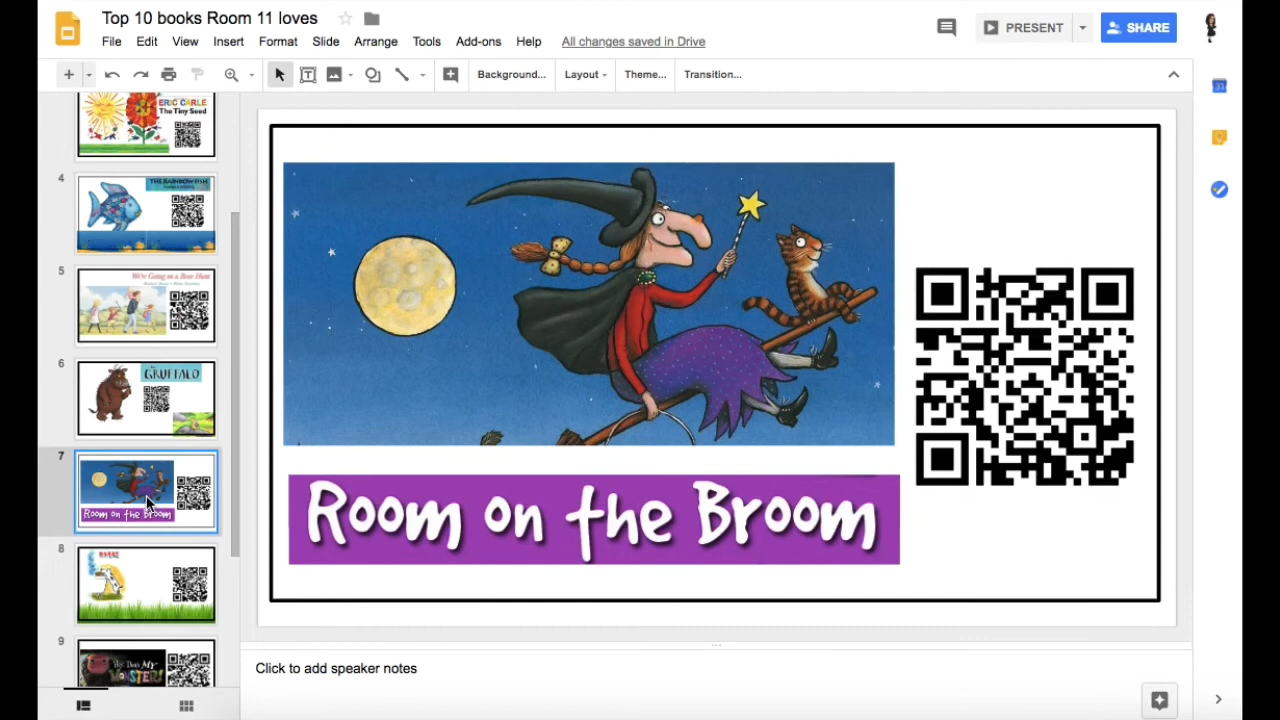 Top 10 books Room 11 loves
File Edit View Insert Format Slide Arrange Tools Add-ons Help All changes saved in Drive
PRESENT
SHARE
Background... Layout Theme... Transition...
31
ERIC CARLE
The Tiny Seed
4
THE RAINBOW FISH
5
We're Going on a Bear Hunt
6
GRUFFALO
7
Room on the Broom
8
9
MONSTER!
Room on the Broom
Click to add speaker notes